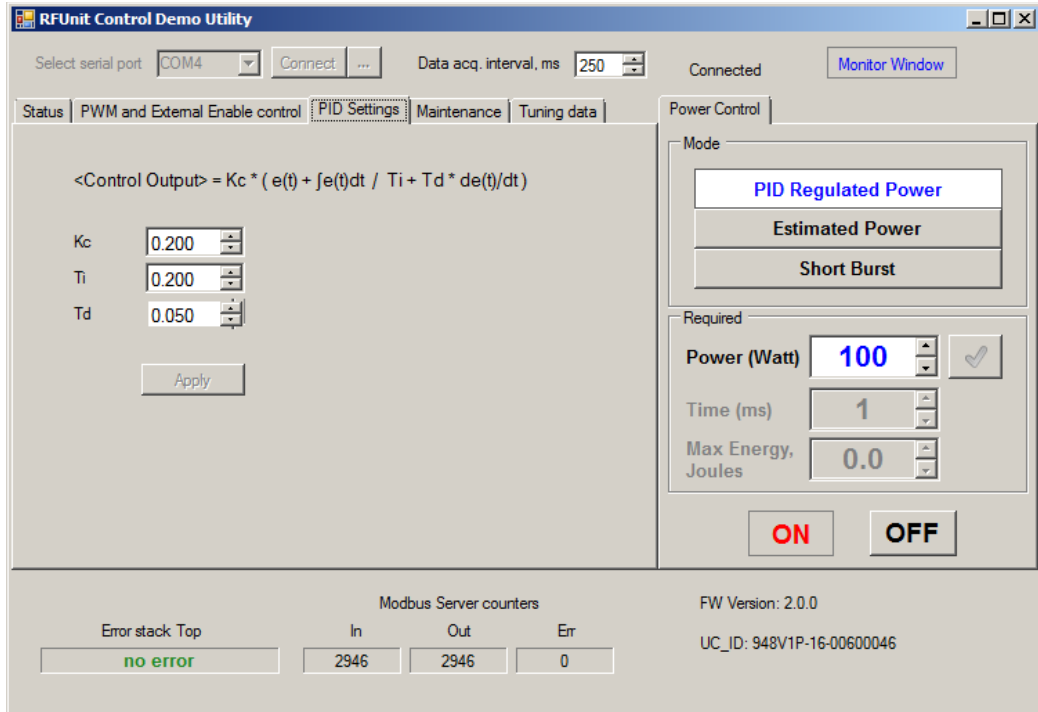 RFUnit Control Demo Utility
Select serial port COM4 Connect ... Data acq. interval, ms 250 Connected Monitor Window
Status PWM and External Enable control PID Settings Maintenance Tuning data Power Control
<Control Output> = Kc * ( e(t) + ∫e(t)dt / Ti + Td * de(t)/dt )
Kc 0.200
Ti 0.200
Td 0.050
Apply
Mode
PID Regulated Power
Estimated Power
Short Burst
Required
Power (Watt) 100
Time (ms) 1
Max Energy,
Joules 0.0
ON OFF
Modbus Server counters
Error stack Top In Out Err
no error 2946 2946 0
FW Version: 2.0.0
UC_ID: 948V1P-16-00600046